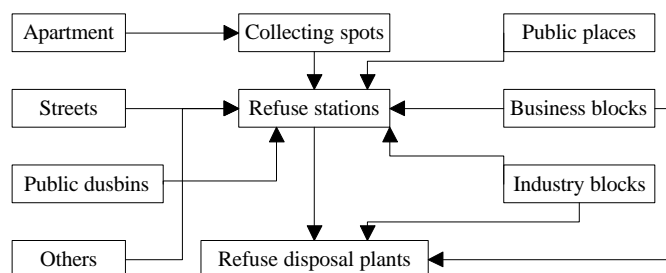 Apartment
Collecting spots
Public places
Streets
Refuse stations
Business blocks
Public dusbins
Industry blocks
Others
Refuse disposal plants